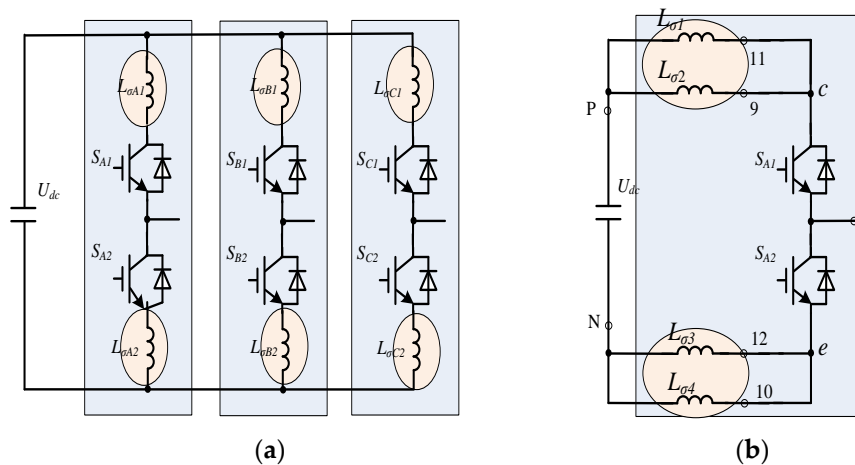 LσA1
LσB1
LσC1
SA1
SB1
SC1
Udc
SA2
SB2
SC2
LσA2
LσB2
LσC2
(a)
Lσ1
11
Lσ2
c
P
9
SA1
Udc
SA2
N
Lσ3
12
e
Lσ4
10
(b)